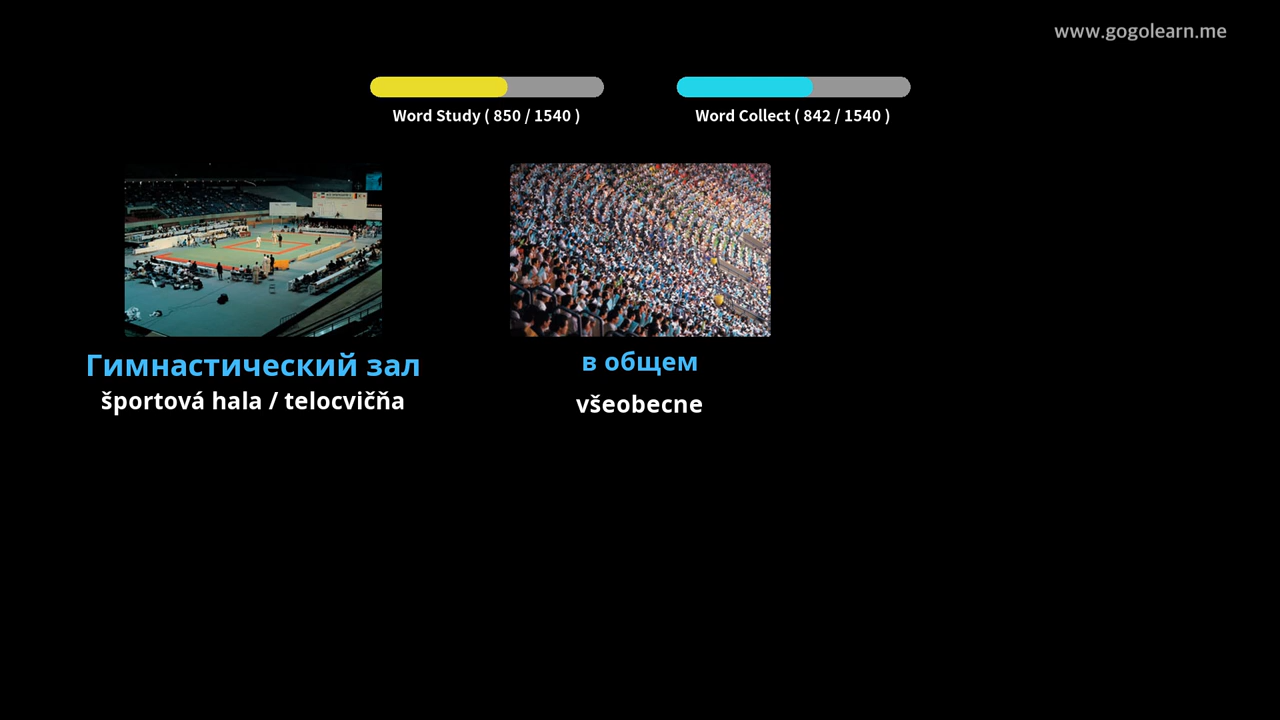 www.gogolearn.me
Word Study ( 850 / 1540 )
Word Collect ( 842 / 1540 )
Гимнастический зал
športová hala / telocvičňa
в общем
všeobecne